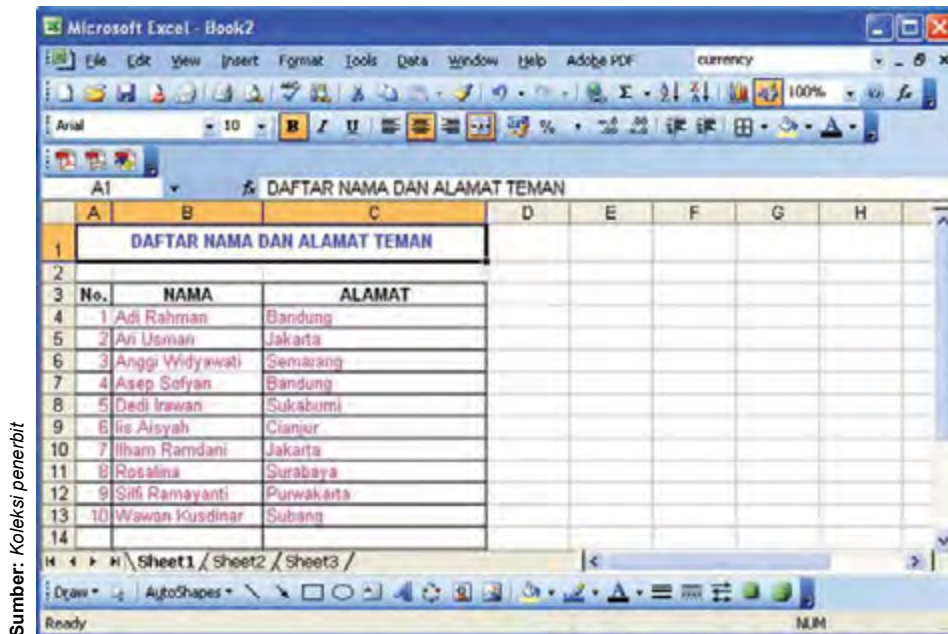 Microsoft Excel - Book2
File Edit View Insert Format Tools Data Window Help Adobe PDF currency
100%
Arial 10 B I U %
A1 fx DAFTAR NAMA DAN ALAMAT TEMAN
A B C D E F G H
1 DAFTAR NAMA DAN ALAMAT TEMAN
2
3 No. NAMA ALAMAT
4 1 Adi Rahman Bandung
5 2 Ari Usman Jakarta
6 3 Anggi Widyawati Semarang
7 4 Asep Sofyan Bandung
8 5 Dedi Irawan Sukabumi
9 6 Iis Aisyah Cianjur
10 7 Ilham Ramdani Jakarta
11 8 Rosalina Surabaya
12 9 Silfi Ramayanti Purwakarta
13 10 Wawan Kusdinar Subang
14
Sheet1 / Sheet2 / Sheet3 /
Draw AutoShapes
Ready NUM
Sumber: Koleksi penerbit